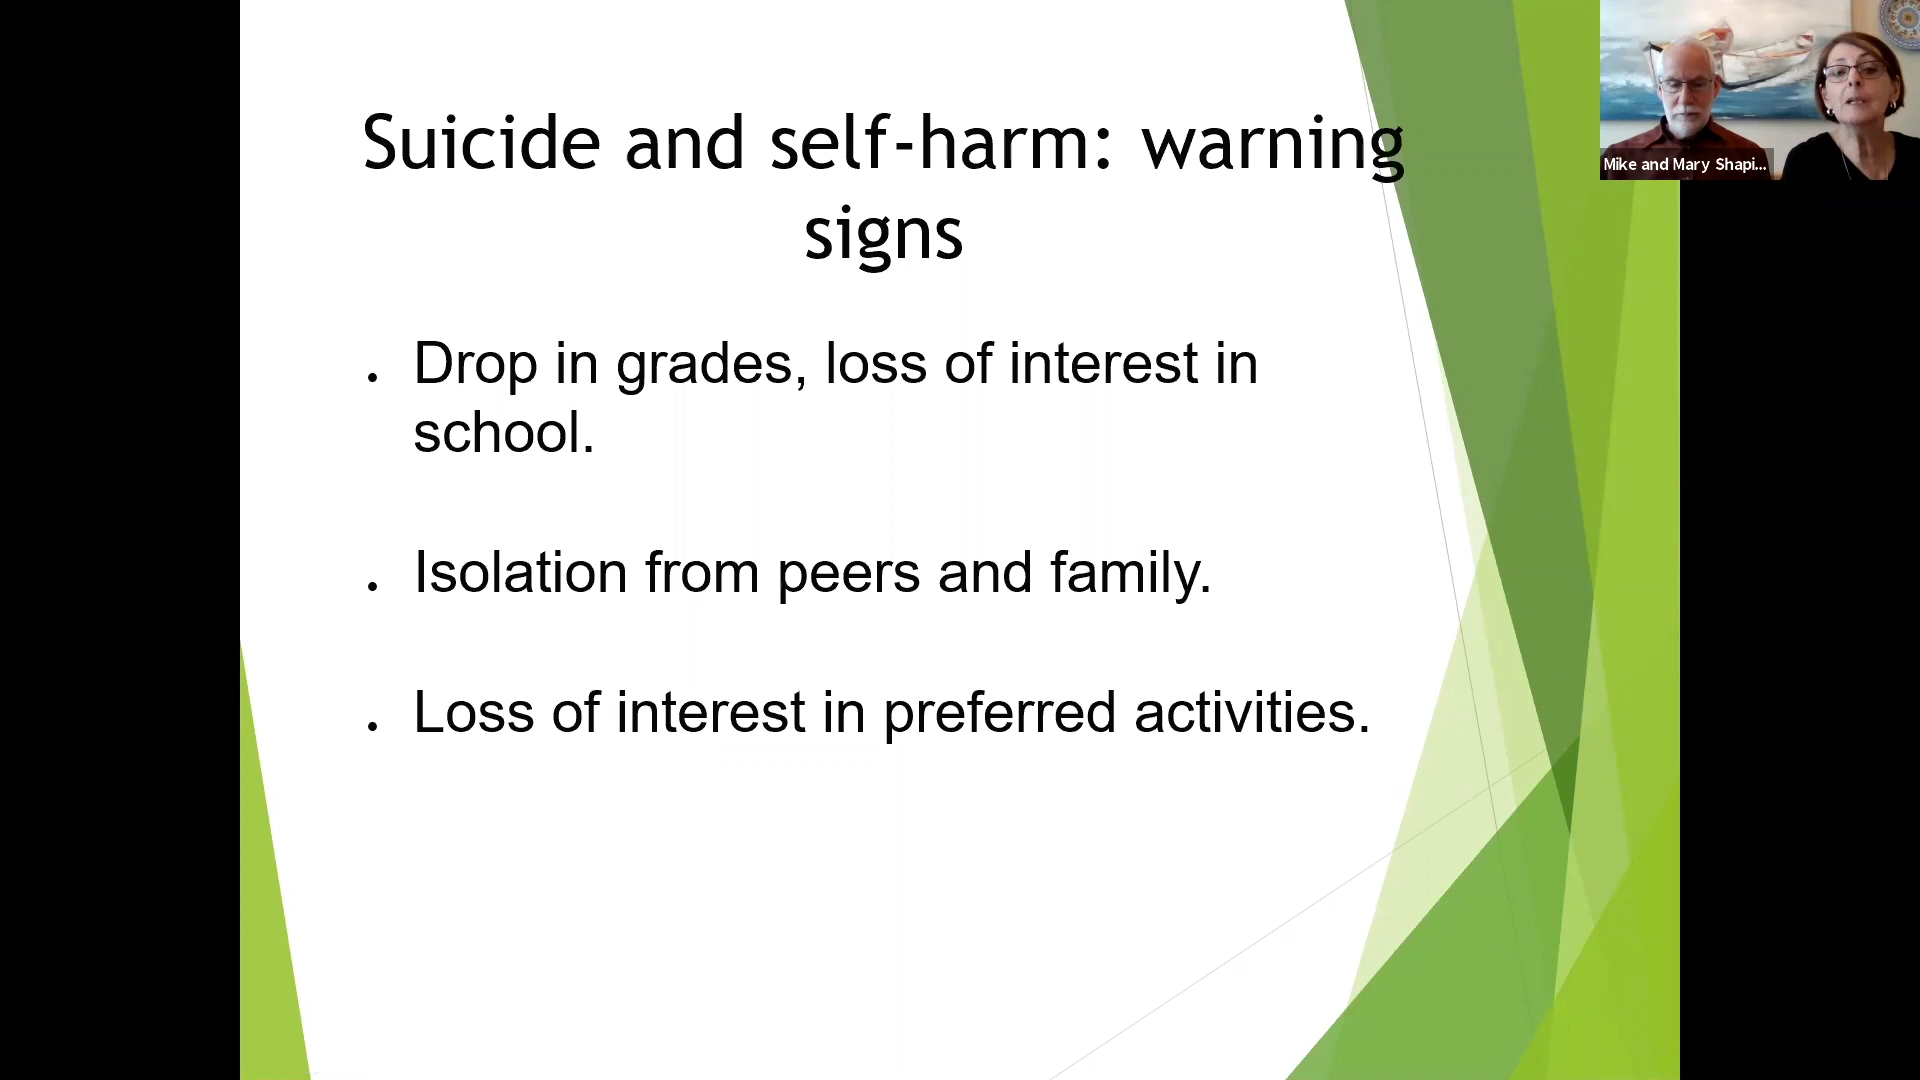 Suicide and self-harm: warning
signs
• Drop in grades, loss of interest in
school.
• Isolation from peers and family.
• Loss of interest in preferred activities.
Mike and Mary Shapi...